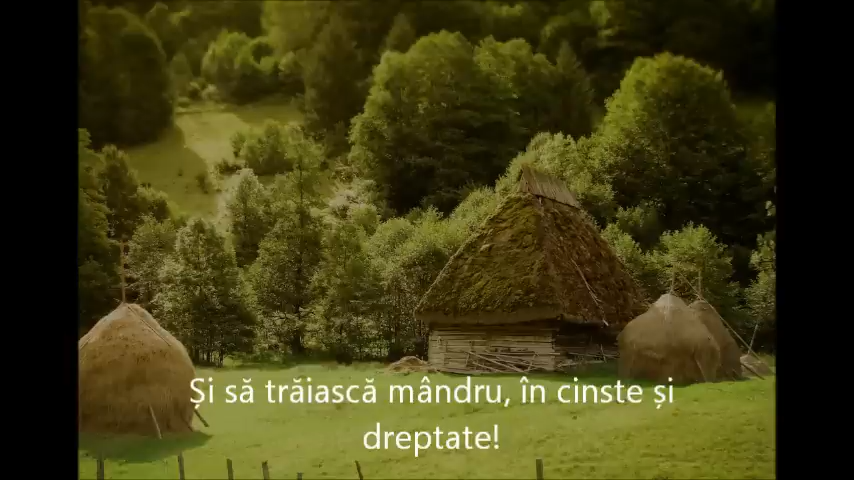 Și să trăiască mândru, în cinste și
dreptate!